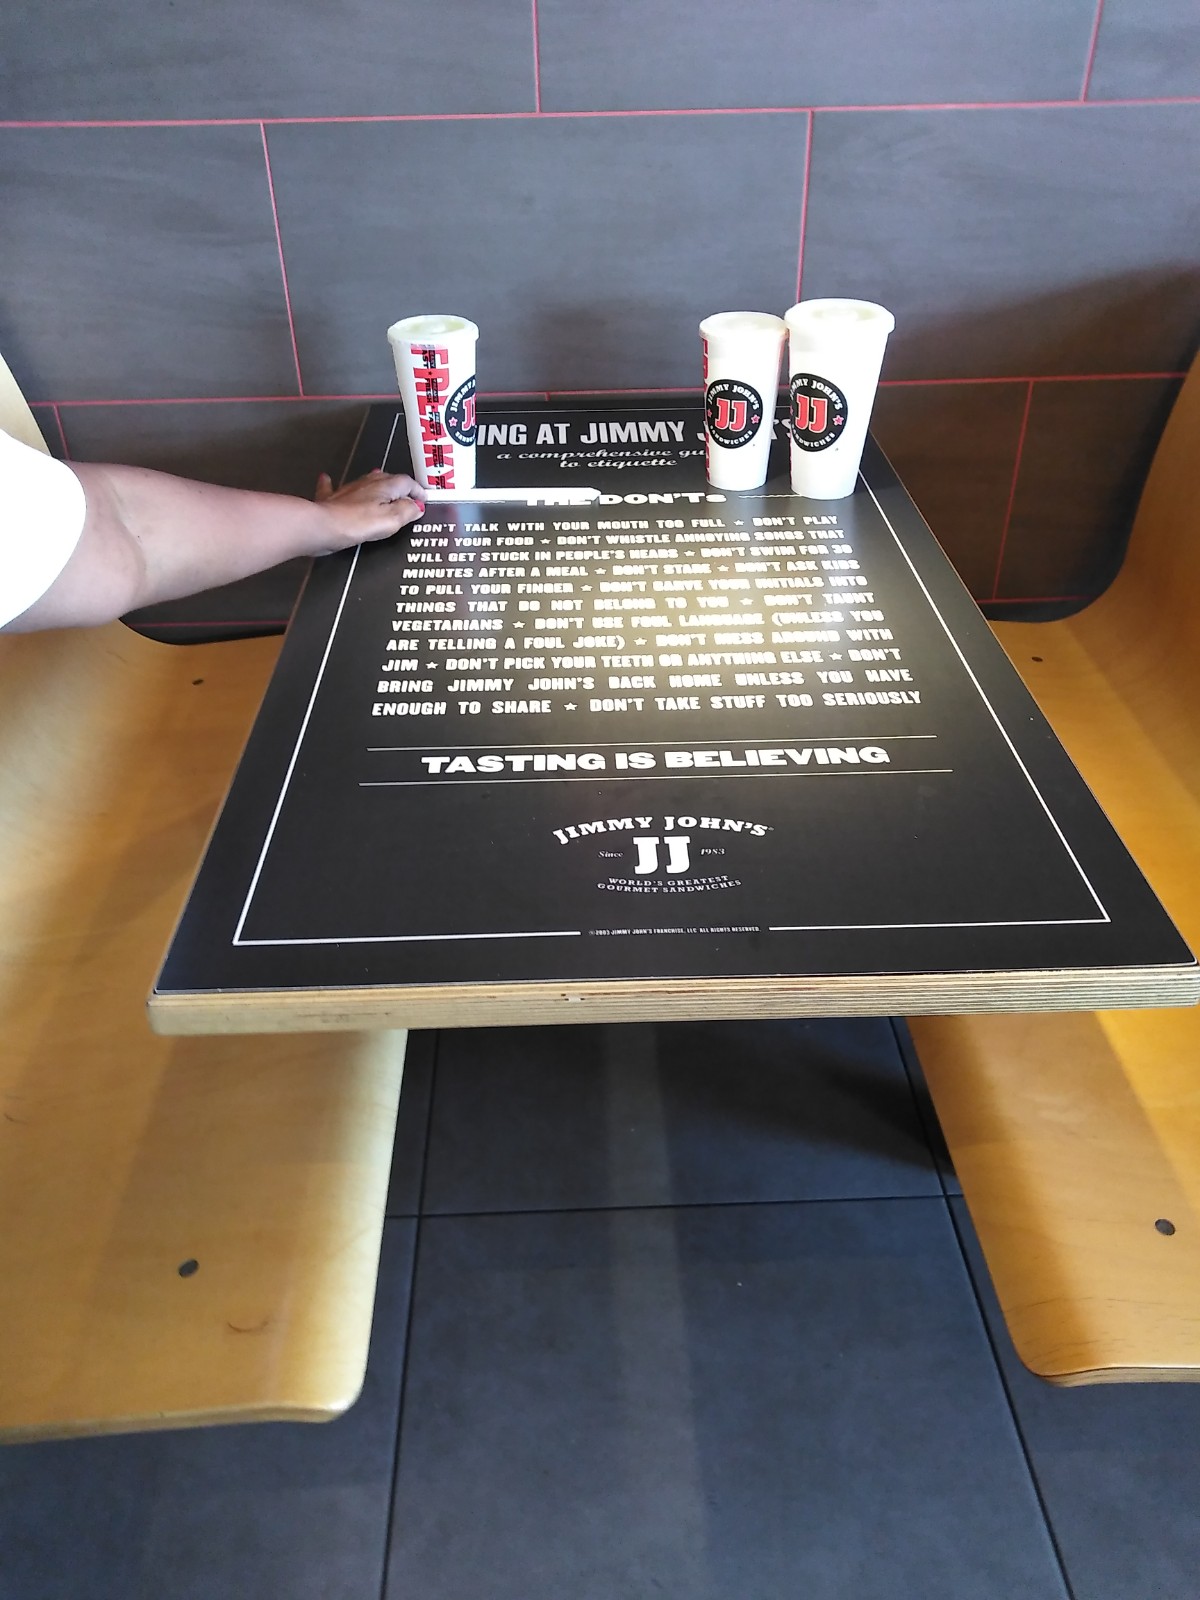 FREAKY
JIMMY JOHN'S
JJ
SANDWICHES
JIMMY JOHN'S
JJ
SANDWICHES
AT JIMMY
a comprehensive
to etiquette
THE DON'Ts
DON'T TALK WITH YOUR MOUTH TOO FULL ★ DON'T PLAY
WITH YOUR FOOD ★ DON'T WHISTLE ANNOYING SONGS THAT
WILL GET STUCK IN PEOPLE'S HEADS ★ DON'T SWIM FOR 30
MINUTES AFTER A MEAL ★ DON'T STARE ★ DON'T ASK KIDS
TO PULL YOUR FINGER ★ DON'T CARVE YOUR INITIALS INTO
THINGS THAT DO NOT BELONG TO YOU ★ DON'T TAUNT
VEGETARIANS ★ DON'T USE FOUL LANGUAGE (UNLESS YOU
ARE TELLING A FOUL JOKE) ★ DON'T MESS AROUND WITH
JIM ★ DON'T PICK YOUR TEETH OR ANYTHING ELSE ★ DON'T
BRING JIMMY JOHN'S BACK HOME UNLESS YOU HAVE
ENOUGH TO SHARE ★ DON'T TAKE STUFF TOO SERIOUSLY
TASTING IS BELIEVING
JIMMY JOHN'S
Since JJ 1983
WORLD'S GREATEST
GOURMET SANDWICHES
©2003 JIMMY JOHN'S FRANCHISE, LLC ALL RIGHTS RESERVED.